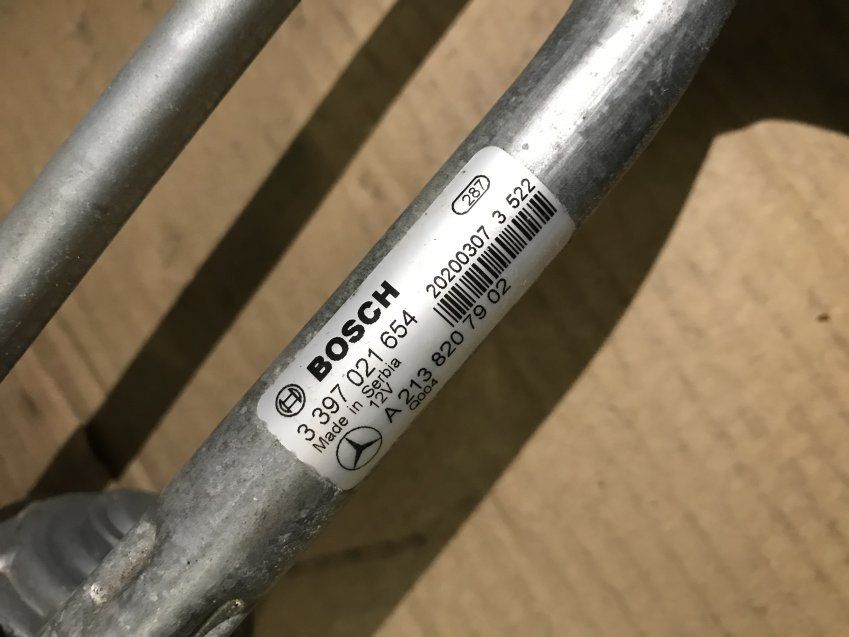 287
BOSCH
20200307 3 522
3 397 021 654
Made in Serbia
12V
A 213 820 79 02
Q004